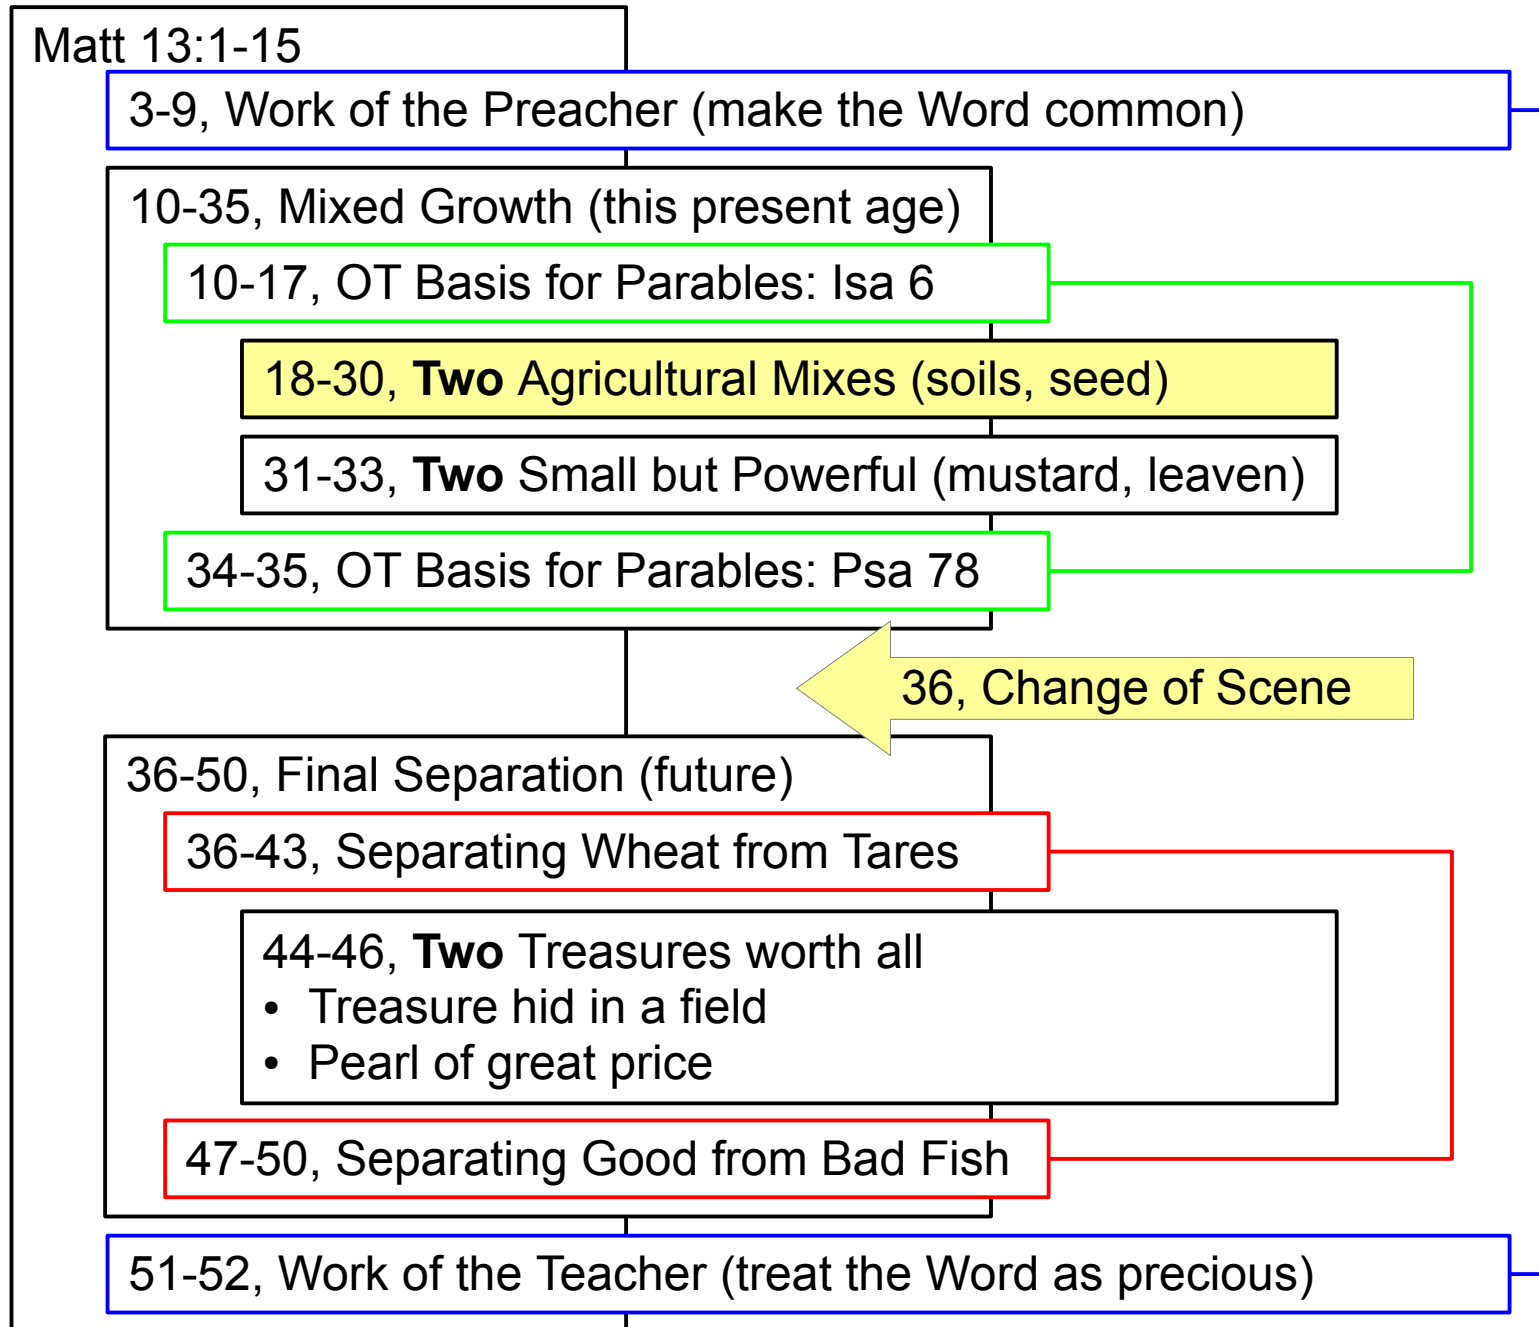 Matt 13:1-15
3-9, Work of the Preacher (make the Word common)
10-35, Mixed Growth (this present age)
10-17, OT Basis for Parables: Isa 6
18-30, Two Agricultural Mixes (soils, seed)
31-33, Two Small but Powerful (mustard, leaven)
34-35, OT Basis for Parables: Psa 78
36, Change of Scene
36-50, Final Separation (future)
36-43, Separating Wheat from Tares
44-46, Two Treasures worth all
• Treasure hid in a field
• Pearl of great price
47-50, Separating Good from Bad Fish
51-52, Work of the Teacher (treat the Word as precious)